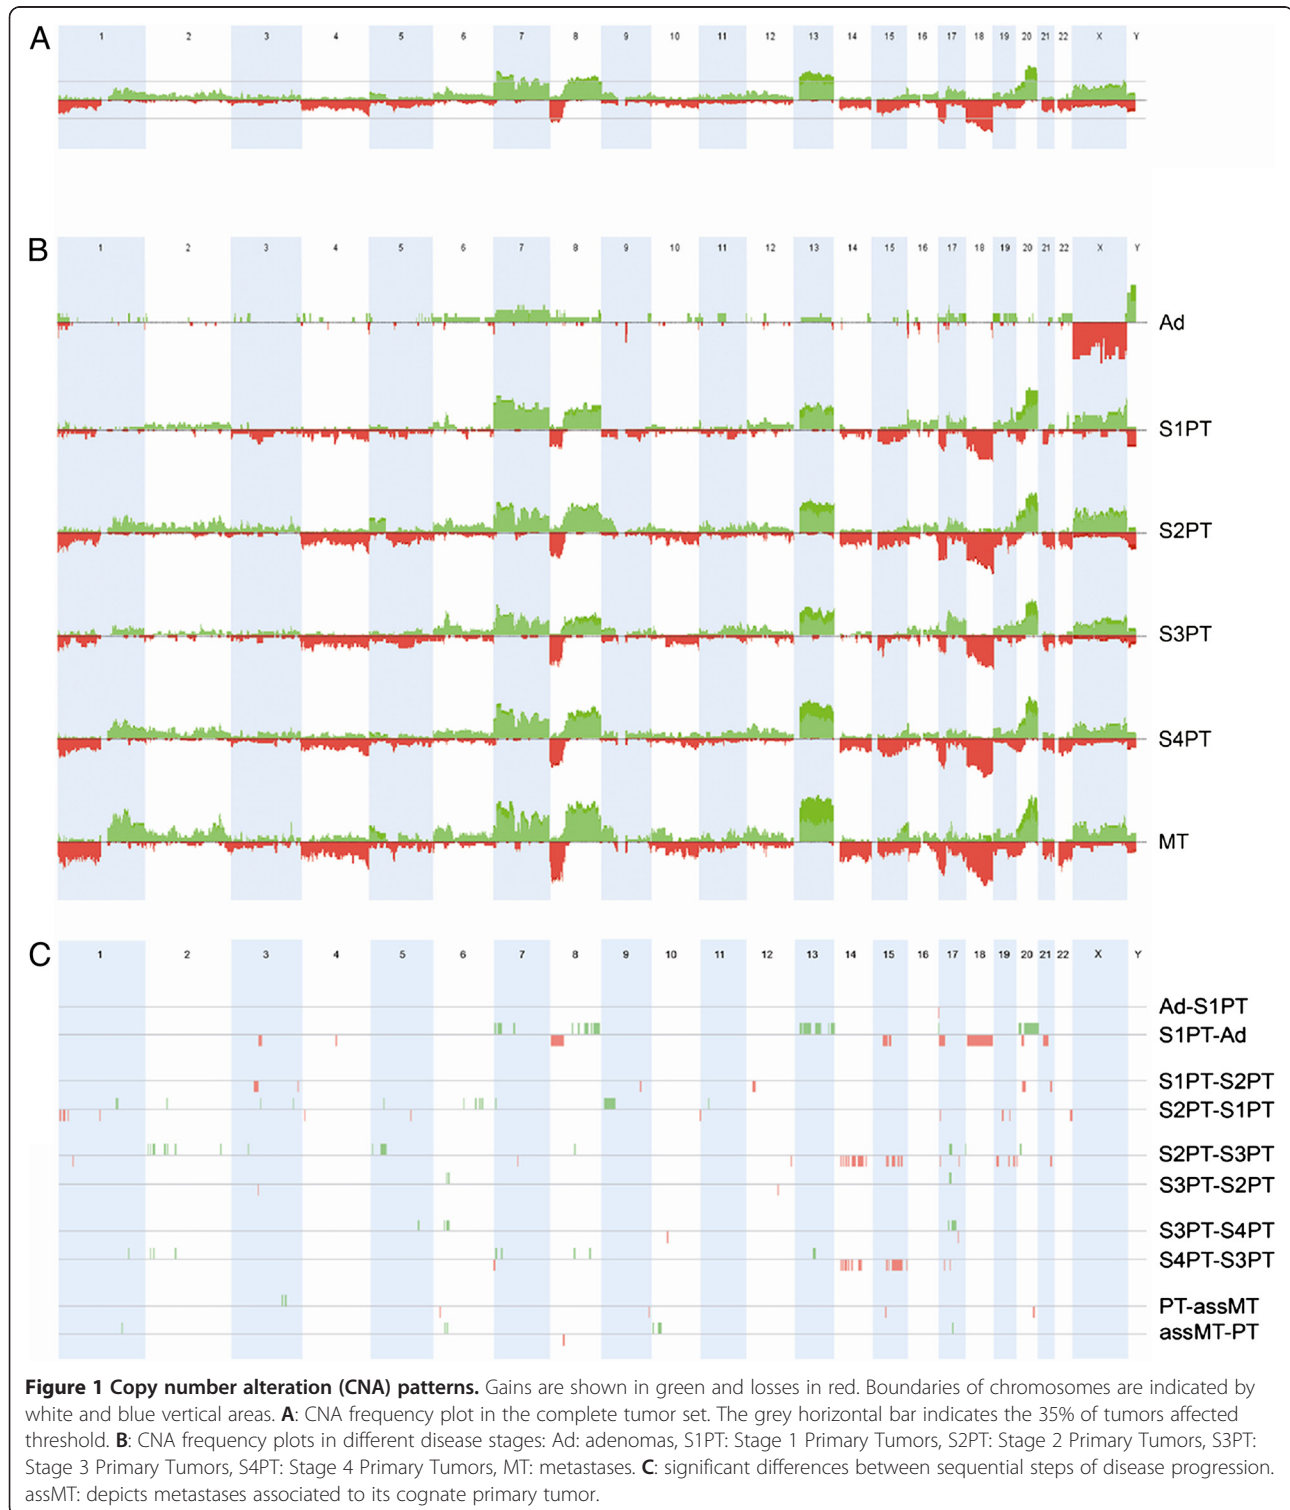 A
1 2 3 4 5 6 7 8 9 10 11 12 13 14 15 16 17 18 19 20 21 22 X Y
B
1 2 3 4 5 6 7 8 9 10 11 12 13 14 15 16 17 18 19 20 21 22 X Y
Ad
S1PT
S2PT
S3PT
S4PT
MT
C
1 2 3 4 5 6 7 8 9 10 11 12 13 14 15 16 17 18 19 20 21 22 X Y
Ad-S1PT
S1PT-Ad
S1PT-S2PT
S2PT-S1PT
S2PT-S3PT
S3PT-S2PT
S3PT-S4PT
S4PT-S3PT
PT-assMT
assMT-PT
Figure 1 Copy number alteration (CNA) patterns. Gains are shown in green and losses in red. Boundaries of chromosomes are indicated by
white and blue vertical areas. A: CNA frequency plot in the complete tumor set. The grey horizontal bar indicates the 35% of tumors affected
threshold. B: CNA frequency plots in different disease stages: Ad: adenomas, S1PT: Stage 1 Primary Tumors, S2PT: Stage 2 Primary Tumors, S3PT:
Stage 3 Primary Tumors, S4PT: Stage 4 Primary Tumors, MT: metastases. C: significant differences between sequential steps of disease progression.
assMT: depicts metastases associated to its cognate primary tumor.